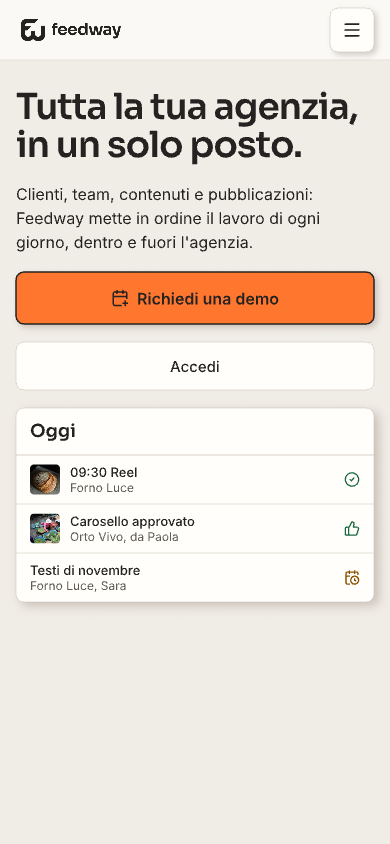 feedway
Tutta la tua agenzia,
in un solo posto.
Clienti, team, contenuti e pubblicazioni:
Feedway mette in ordine il lavoro di ogni
giorno, dentro e fuori l'agenzia.
Richiedi una demo
Accedi
Oggi
09:30 Reel
Forno Luce
Carosello approvato
Orto Vivo, da Paola
Testi di novembre
Forno Luce, Sara